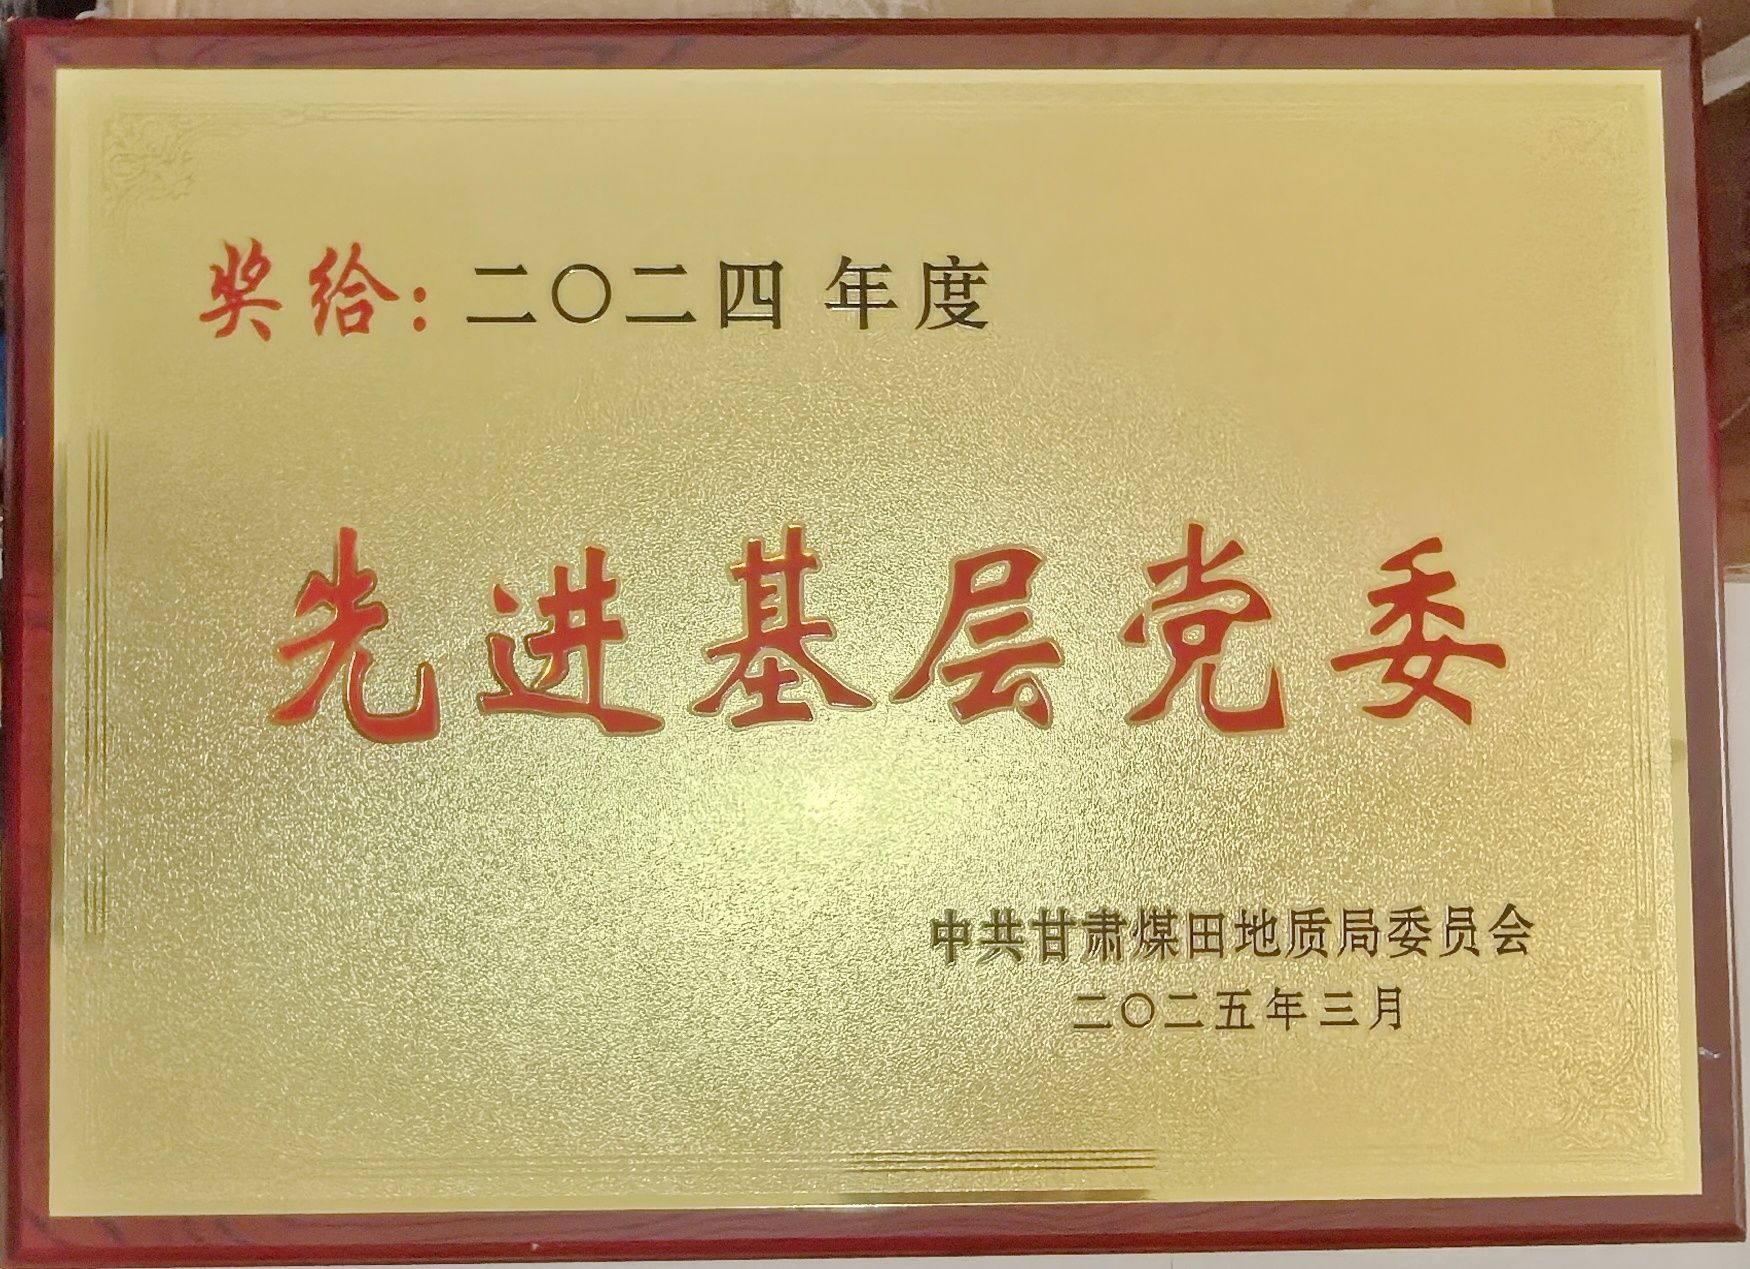 奖给：二〇二四年度
先进基层党委
中共甘肃煤田地质局委员会
二〇二五年三月